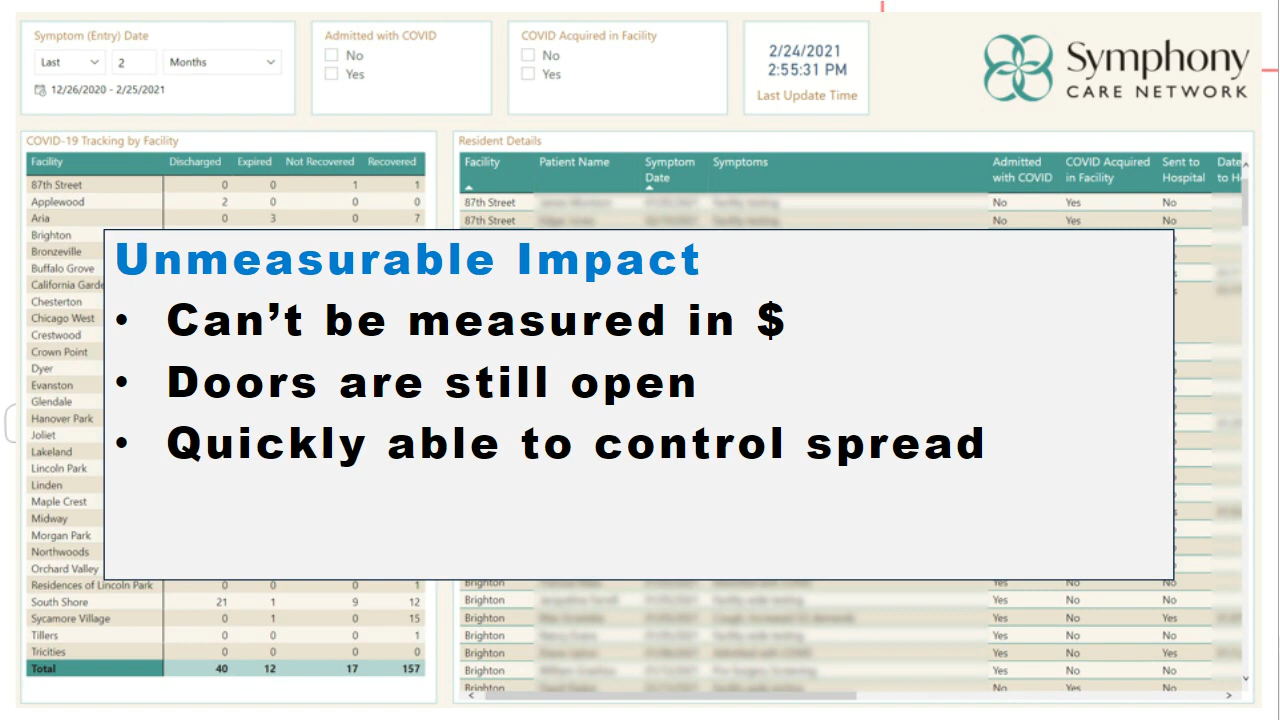 Symptom (Entry) Date
Last 2 Months
12/26/2020 - 2/25/2021
Admitted with COVID
No
Yes
COVID Acquired in Facility
No
Yes
2/24/2021
2:55:31 PM
Last Update Time
Symphony
CARE NETWORK
COVID-19 Tracking by Facility
Facility Discharged Expired Not Recovered Recovered
87th Street 0 0 1 1
Applewood 2 0 0 0
Aria 0 3 0 7
Brighton
Bronzeville
Buffalo Grove
California Garde
Chesterton
Chicago West
Crestwood
Crown Point
Dyer
Evanston
Glendale
Hanover Park
Joliet
Lakeland
Lincoln Park
Linden
Maple Crest
Midway
Morgan Park
Northwoods
Orchard Valley
Residences of Lincoln Park 0 0 0 1
South Shore 21 1 9 12
Sycamore Village 0 1 0 15
Tillers 0 0 0 1
Tricities 0 0 0 0
Total 40 12 17 157
Resident Details
Facility Patient Name Symptom Date Symptoms Admitted with COVID COVID Acquired in Facility Sent to Hospital Date to H
87th Street No Yes No
87th Street No Yes No
Unmeasurable Impact
• Can't be measured in $
• Doors are still open
• Quickly able to control spread
Brighton Yes No No
Brighton Yes No No
Brighton Yes No Yes
Brighton Yes No No
Brighton Yes No Yes
Brighton Yes No No
Brighton No Yes No